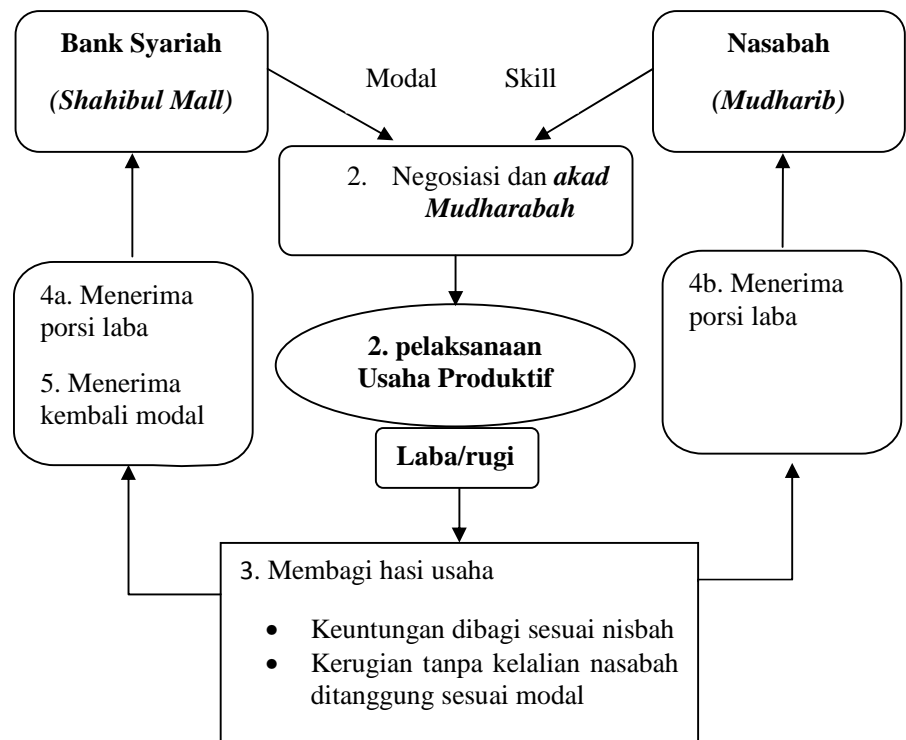 Bank Syariah
(Shahibul Mall)
Modal
Skill
Nasabah
(Mudharib)
2. Negosiasi dan akad
Mudharabah
4a. Menerima
porsi laba
5. Menerima
kembali modal
2. pelaksanaan
Usaha Produktif
4b. Menerima
porsi laba
Laba/rugi
3. Membagi hasi usaha
• Keuntungan dibagi sesuai nisbah
• Kerugian tanpa kelalian nasabah
ditanggung sesuai modal